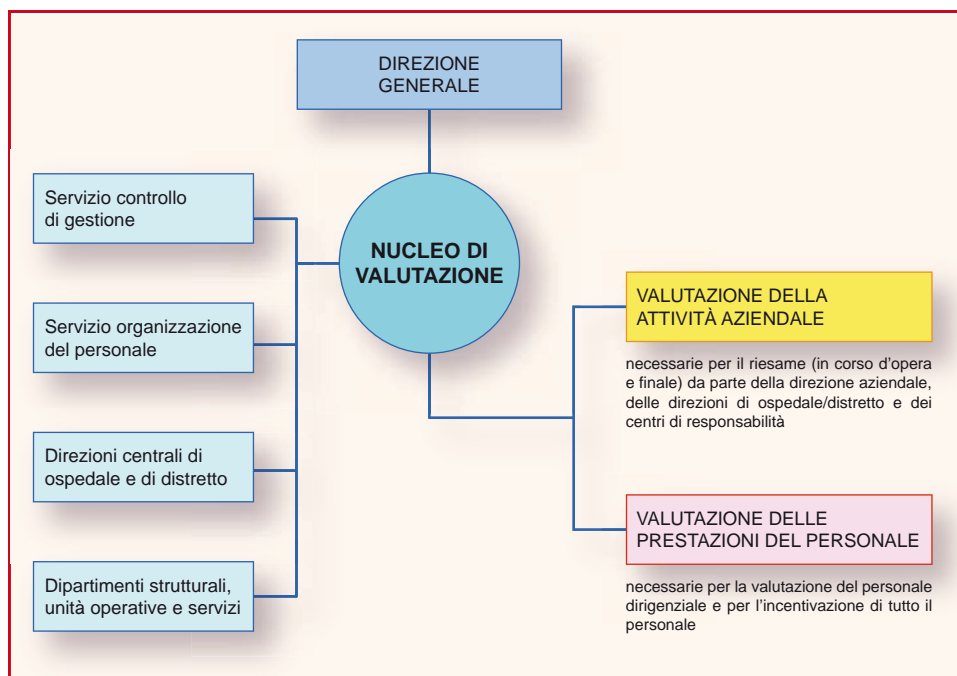 DIREZIONE
GENERALE
NUCLEO DI
VALUTAZIONE
Servizio controllo
di gestione
Servizio organizzazione
del personale
Direzioni centrali di
ospedale e di distretto
Dipartimenti strutturali,
unità operative e servizi
VALUTAZIONE DELLA
ATTIVITÀ AZIENDALE
necessarie per il riesame (in corso d'opera
e finale) da parte della direzione aziendale,
delle direzioni di ospedale/distretto e dei
centri di responsabilità
VALUTAZIONE DELLE
PRESTAZIONI DEL PERSONALE
necessarie per la valutazione del personale
dirigenziale e per l'incentivazione di tutto il
personale